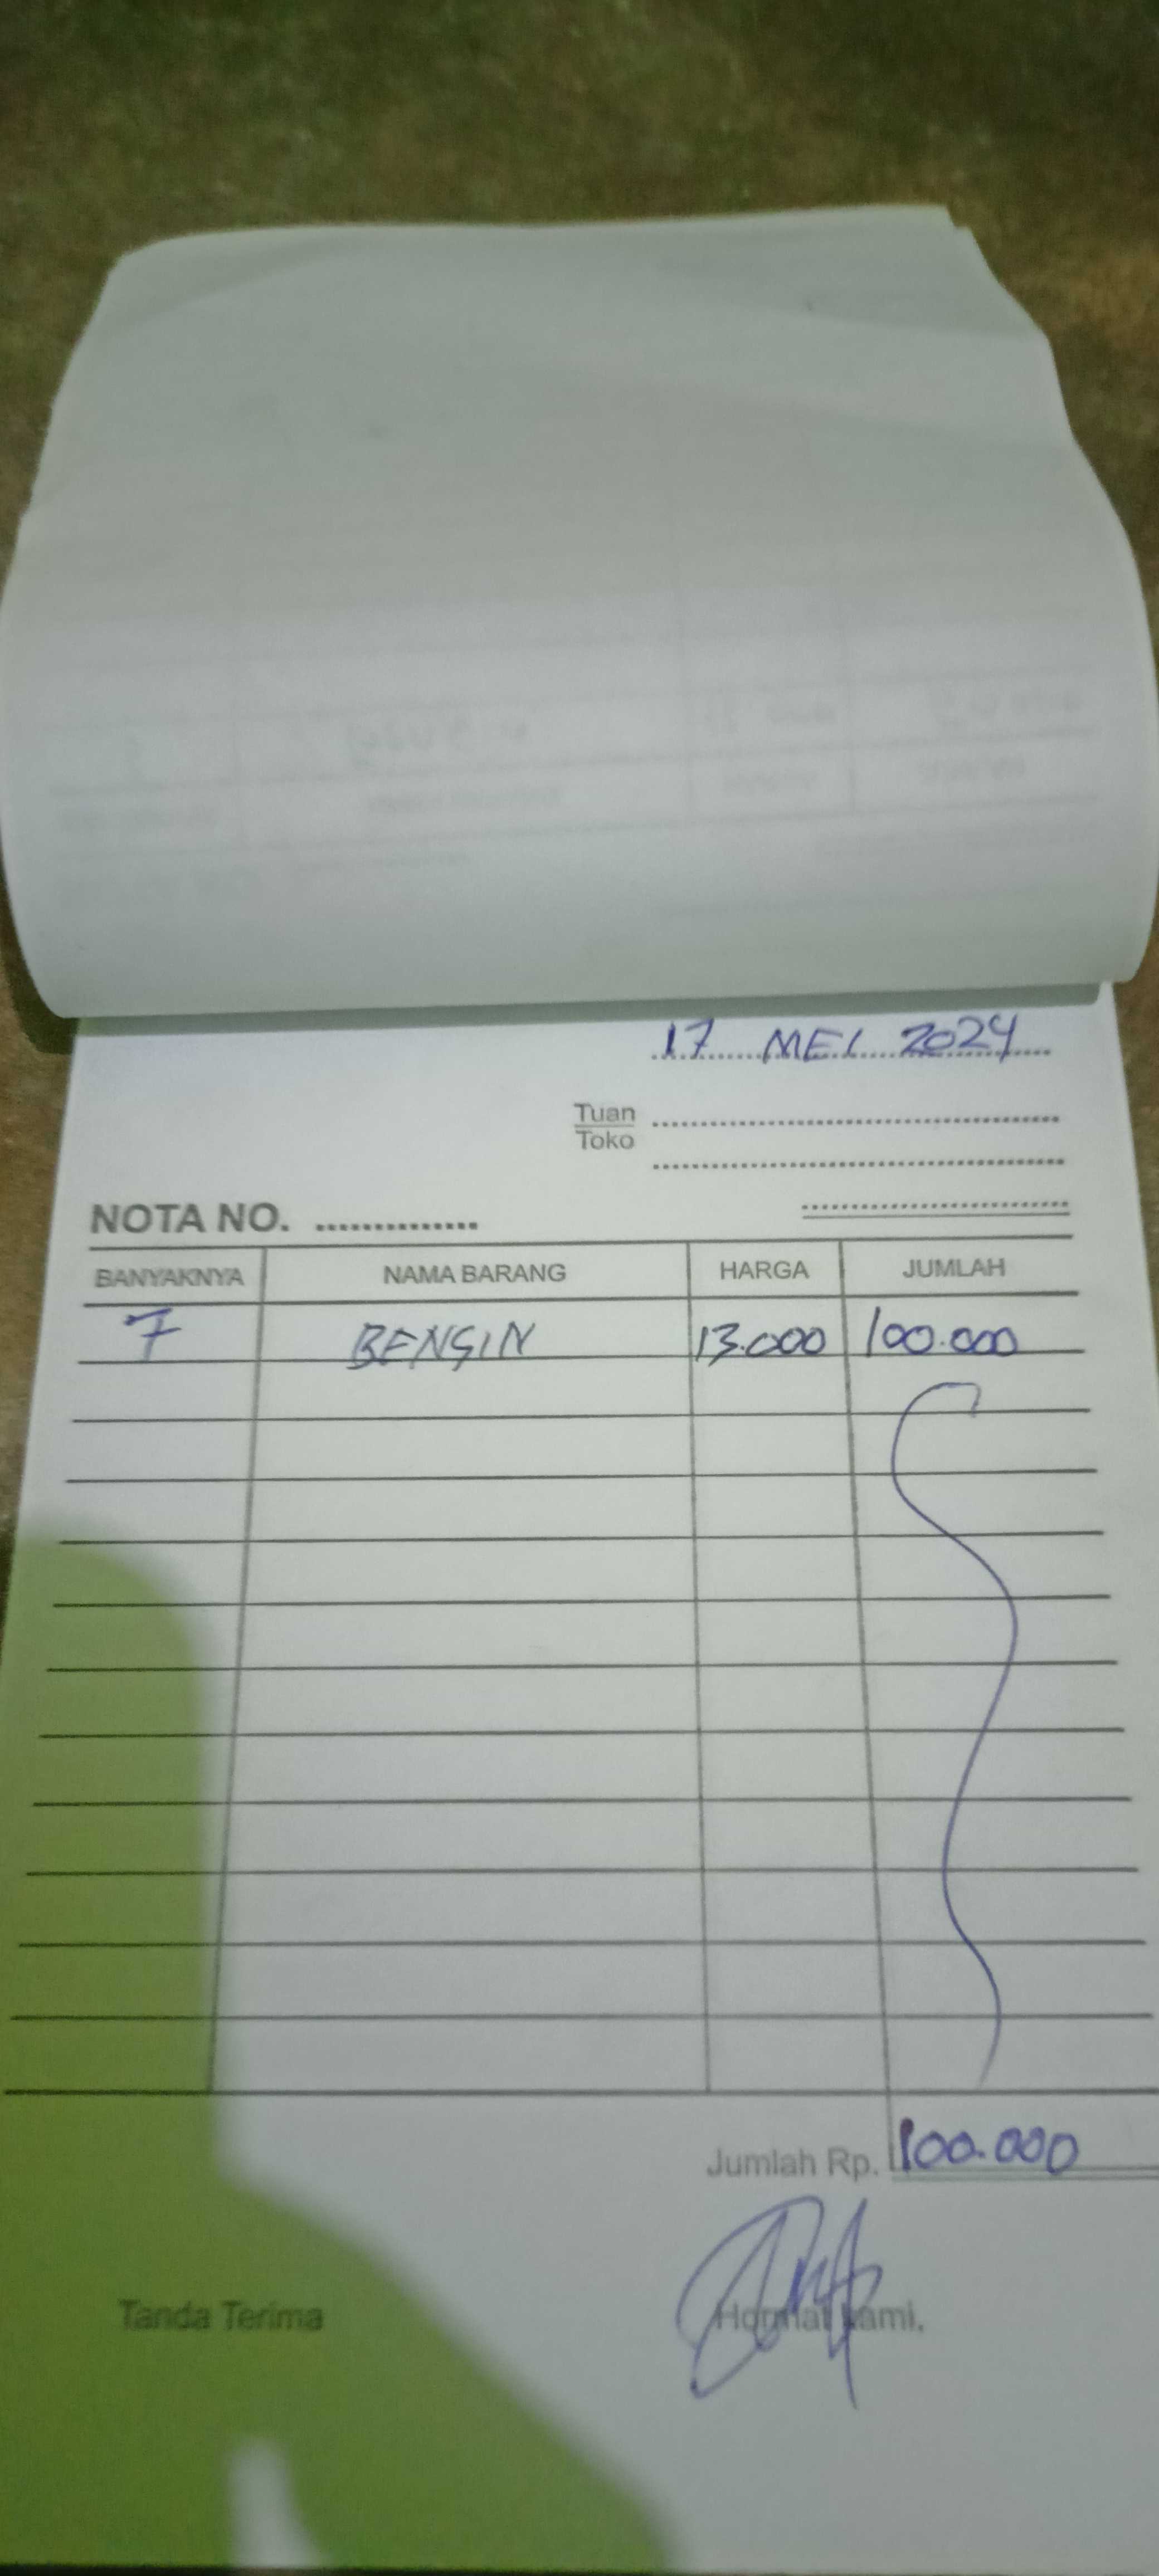 17 MEI 2024
Tuan
Toko
NOTA NO.
BANYAKNYA NAMA BARANG HARGA JUMLAH
7 BENSIN 13.000 100.000
Jumlah Rp. 100.000
Tanda Terima Hormat kami,